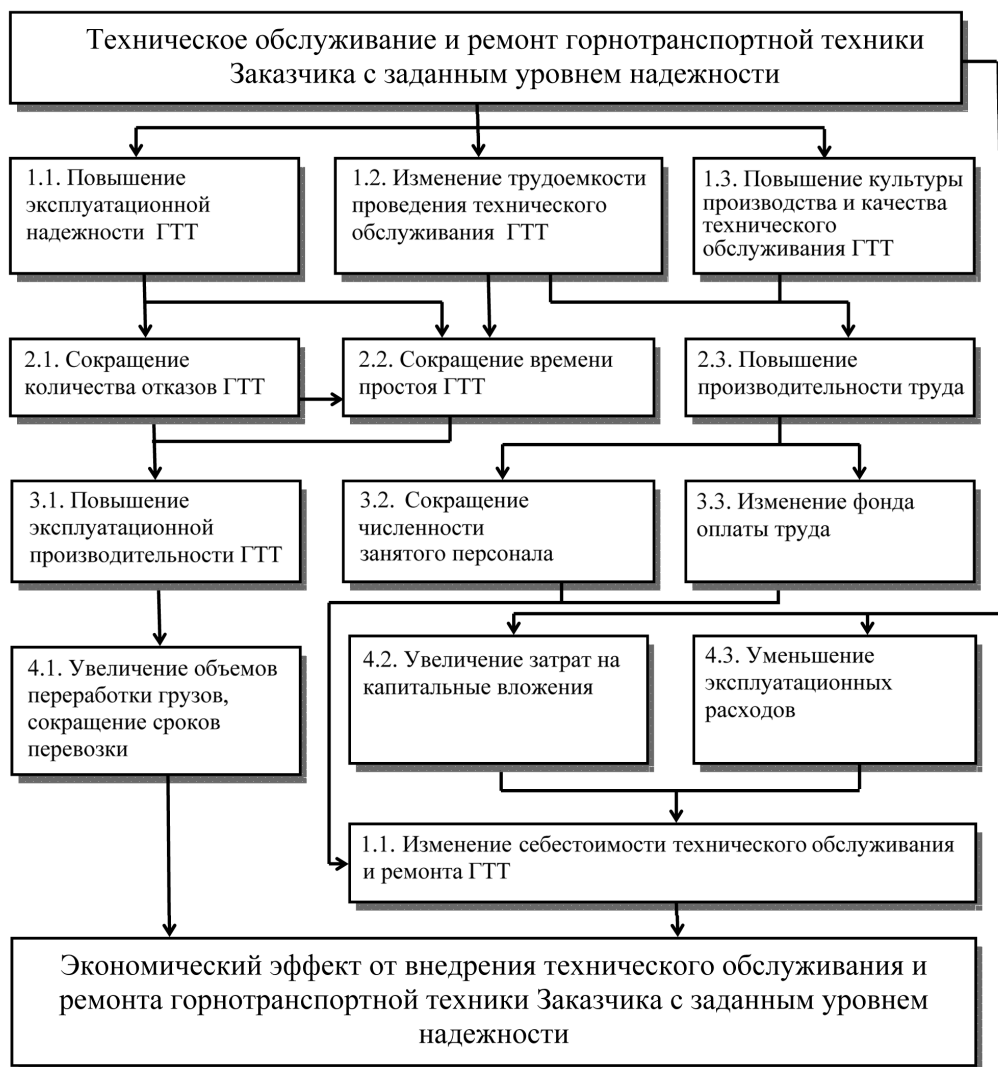 Техническое обслуживание и ремонт горнотранспортной техники
Заказчика с заданным уровнем надежности
1.1. Повышение
эксплуатационной
надежности ГТТ
1.2. Изменение трудоемкости
проведения технического
обслуживания ГТТ
1.3. Повышение культуры
производства и качества
технического
обслуживания ГТТ
2.1. Сокращение
количества отказов ГТТ
2.2. Сокращение времени
простоя ГТТ
2.3. Повышение
производительности труда
3.1. Повышение
эксплуатационной
производительности ГТТ
3.2. Сокращение
численности
занятого персонала
3.3. Изменение фонда
оплаты труда
4.1. Увеличение объемов
переработки грузов,
сокращение сроков
перевозки
4.2. Увеличение затрат на
капитальные вложения
4.3. Уменьшение
эксплуатационных
расходов
1.1. Изменение себестоимости технического обслуживания
и ремонта ГТТ
Экономический эффект от внедрения технического обслуживания и
ремонта горнотранспортной техники Заказчика с заданным уровнем
надежности